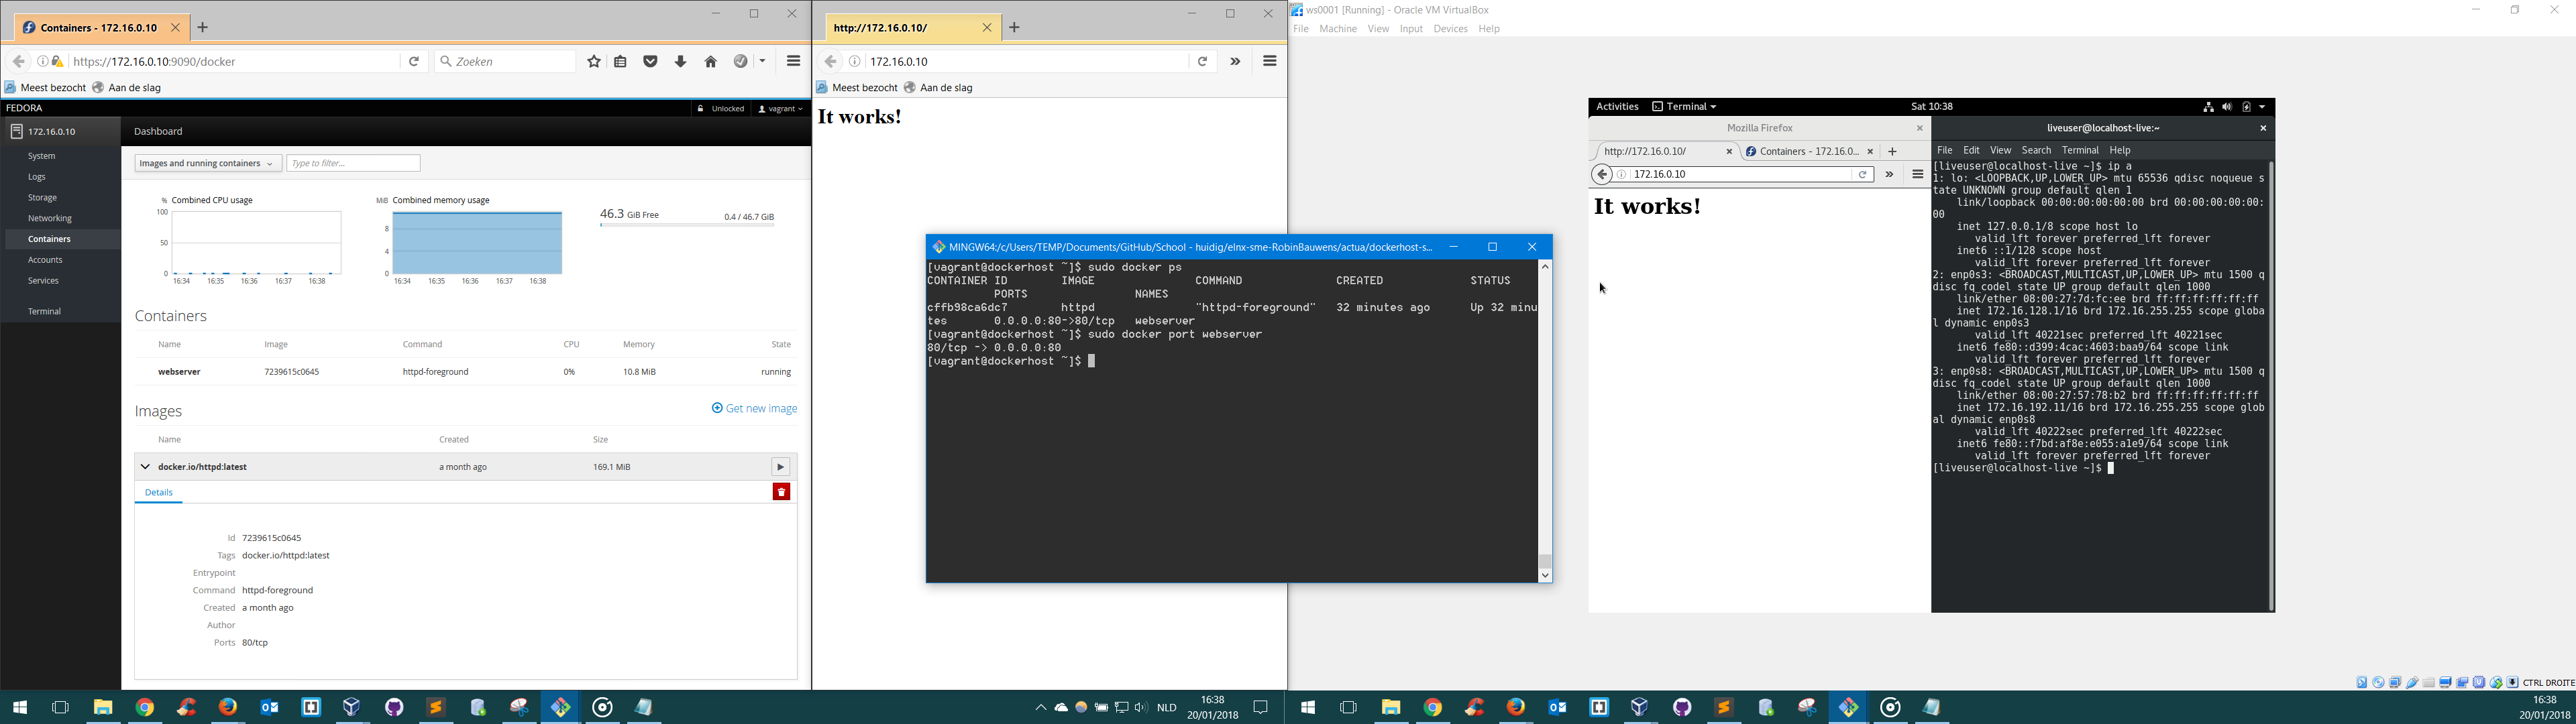 Containers - 172.16.0.10
https://172.16.0.10:9090/docker
Zoeken
Meest bezocht
Aan de slag
FEDORA
Unlocked
vagrant
172.16.0.10
Dashboard
System
Logs
Storage
Networking
Containers
Accounts
Services
Terminal
Images and running containers
Type to filter...
% Combined CPU usage
100
50
0
16:34 16:35 16:36 16:37 16:38
MiB Combined memory usage
8
4
0
16:34 16:35 16:36 16:37 16:38
46.3 GiB Free
0.4 / 46.7 GiB
Containers
Name Image Command CPU Memory State
webserver 7239615c0645 httpd-foreground 0% 10.8 MiB running
Images
Get new image
Name Created Size
docker.io/httpd:latest a month ago 169.1 MiB
Details
Id 7239615c0645
Tags docker.io/httpd:latest
Entrypoint
Command httpd-foreground
Created a month ago
Author
Ports 80/tcp
http://172.16.0.10/
172.16.0.10
Meest bezocht
Aan de slag
It works!
MINGW64:/c/Users/TEMP/Documents/GitHub/School - huidig/elnx-sme-RobinBauwens/actua/dockerhost-s...
[vagrant@dockerhost ~]$ sudo docker ps
CONTAINER ID IMAGE COMMAND CREATED STATUS
PORTS NAMES
cffb98ca6dc7 httpd "httpd-foreground" 32 minutes ago Up 32 minu
tes 0.0.0.0:80->80/tcp webserver
[vagrant@dockerhost ~]$ sudo docker port webserver
80/tcp -> 0.0.0.0:80
[vagrant@dockerhost ~]$
ws0001 [Running] - Oracle VM VirtualBox
File Machine View Input Devices Help
Activities
Terminal
Sat 10:38
Mozilla Firefox
http://172.16.0.10/
Containers - 172.16.0...
172.16.0.10
It works!
liveuser@localhost-live:~
File Edit View Search Terminal Help
[liveuser@localhost-live ~]$ ip a
1: lo: <LOOPBACK,UP,LOWER_UP> mtu 65536 qdisc noqueue s
tate UNKNOWN group default qlen 1
link/loopback 00:00:00:00:00:00 brd 00:00:00:00:00:
00
inet 127.0.0.1/8 scope host lo
valid_lft forever preferred_lft forever
inet6 ::1/128 scope host
valid_lft forever preferred_lft forever
2: enp0s3: <BROADCAST,MULTICAST,UP,LOWER_UP> mtu 1500 q
disc fq_codel state UP group default qlen 1000
link/ether 08:00:27:7d:fc:ee brd ff:ff:ff:ff:ff:ff
inet 172.16.128.1/16 brd 172.16.255.255 scope globa
l dynamic enp0s3
valid_lft 40221sec preferred_lft 40221sec
inet6 fe80::d399:4cac:4603:baa9/64 scope link
valid_lft forever preferred_lft forever
3: enp0s8: <BROADCAST,MULTICAST,UP,LOWER_UP> mtu 1500 q
disc fq_codel state UP group default qlen 1000
link/ether 08:00:27:57:78:b2 brd ff:ff:ff:ff:ff:ff
inet 172.16.192.11/16 brd 172.16.255.255 scope glob
al dynamic enp0s8
valid_lft 40222sec preferred_lft 40222sec
inet6 fe80::f7bd:af8e:e055:a1e9/64 scope link
valid_lft forever preferred_lft forever
[liveuser@localhost-live ~]$
CTRL DROITE
NLD
16:38
20/01/2018
16:38
20/01/2018